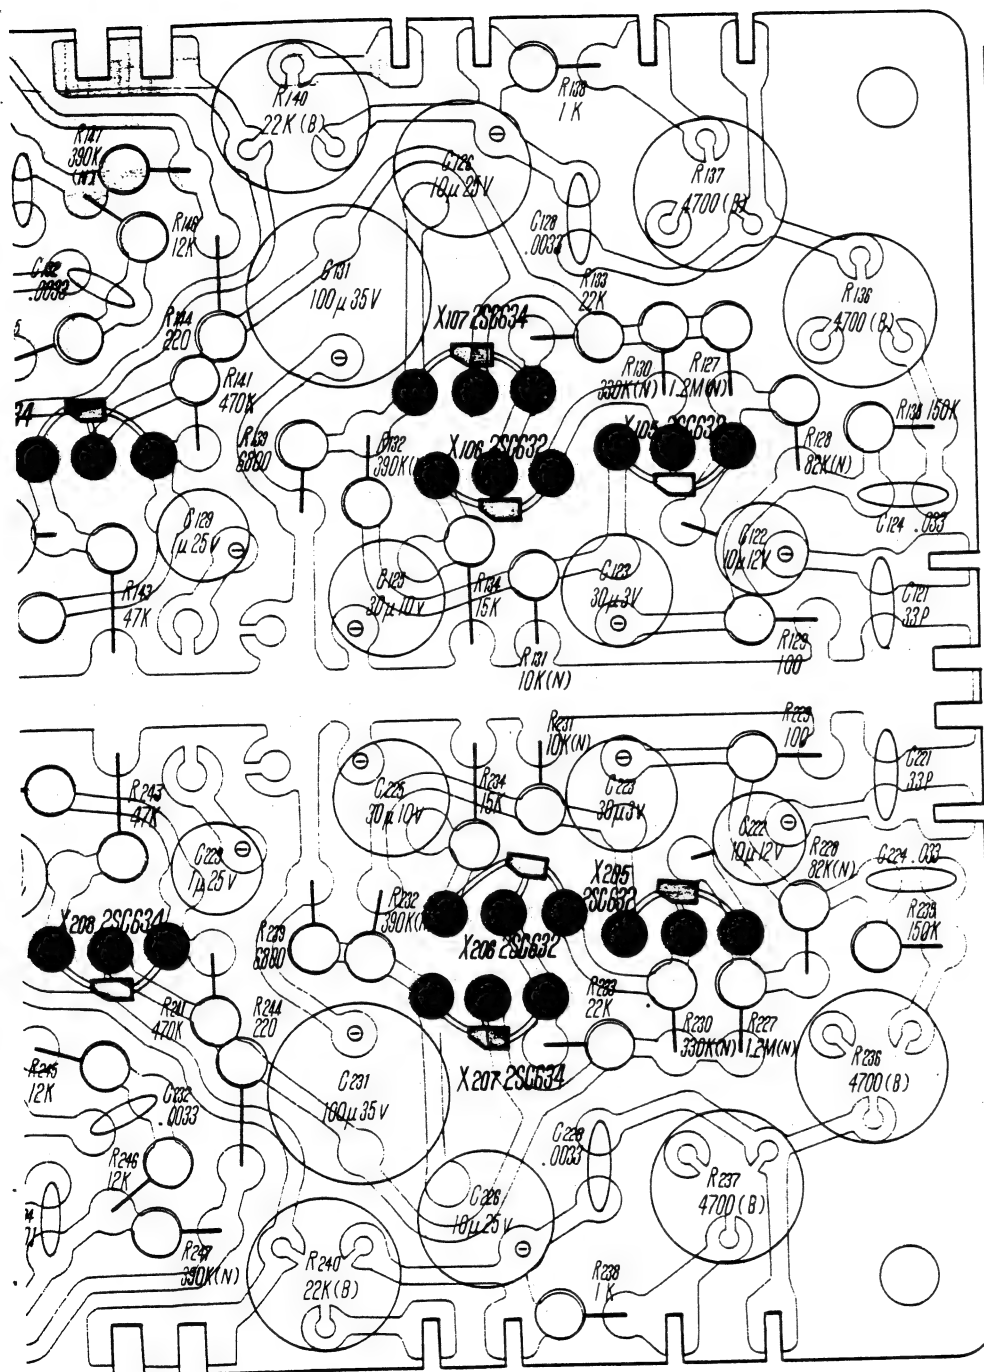 R140
22K (B)
R138
1 K
R147
390K
(N)
C126
10μ 25V
R137
4700 (B)
R146
12K
C128
.0033
C132
.0033
C131
100μ 35V
R133
22K
R136
4700 (B)
R144
220
X107 2SC634
R141
470K
R130
330K(N)
R127
1.2M(N)
R139
6880
R132
390K(N)
X106 2SC632
X105 2SC632
R128
82K(N)
R135 150K
34
C129
1μ 25V
C124 .033
C122
10μ 12V
R143
47K
C125
30μ 10V
R134
15K
C123
30μ 3V
C121
33P
R131
10K(N)
R129
100
R231
10K(N)
R229
100
R243
47K
C225
30μ 10V
R234
15K
C223
30μ 3V
C221
33P
C222
10μ 12V
R228
82K(N)
C224 .033
C229
1μ 25V
X208 2SC634
R232
390K(N)
X205
2SC632
R239
6880
X206 2SC632
R235
150K
R241
470K
R244
220
R233
22K
R230
330K(N)
R227
1.2M(N)
R245
12K
C232
.0033
C231
100μ 35V
X207 2SC634
R236
4700 (B)
R246
12K
C228
.0033
R237
4700 (B)
C226
10μ 25V
R247
390K(N)
R240
22K (B)
R238
1 K